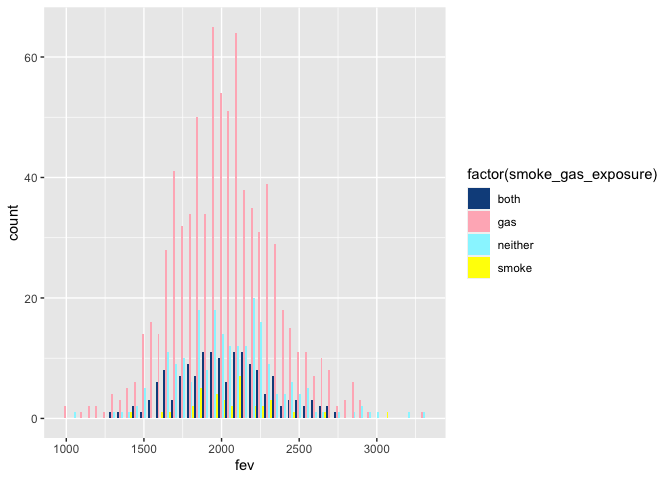 60
40
20
0
count
1000 1500 2000 2500 3000
fev
factor(smoke_gas_exposure)
both
gas
neither
smoke